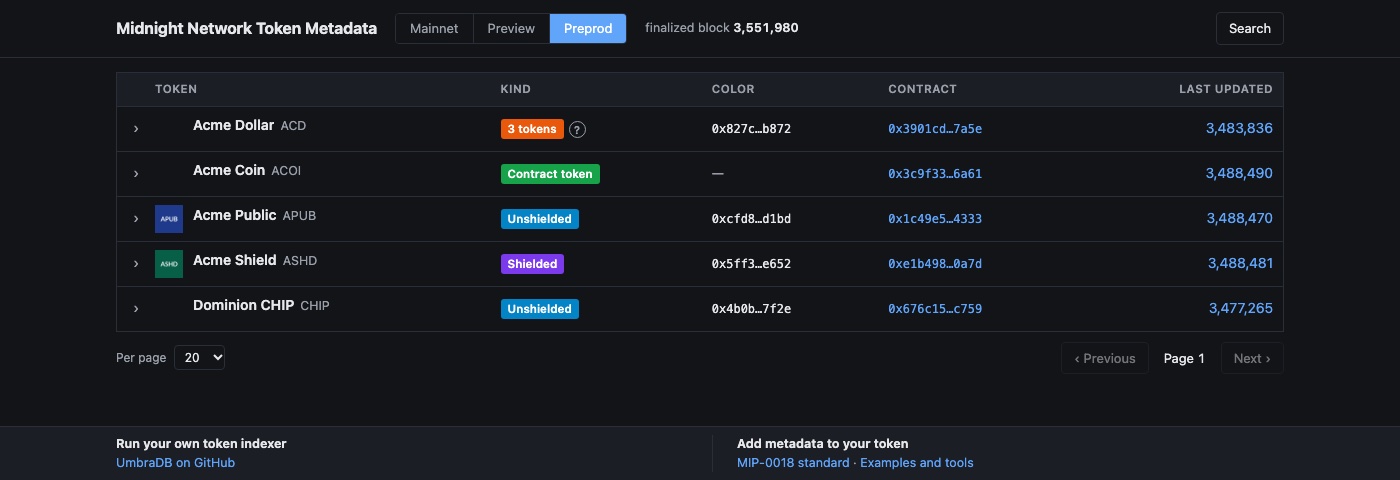 Midnight Network Token Metadata Mainnet Preview Preprod finalized block 3,551,980 Search
TOKEN KIND COLOR CONTRACT LAST UPDATED
› Acme Dollar ACD 3 tokens ? 0x827c…b872 0x3901cd…7a5e 3,483,836
› Acme Coin ACOI Contract token — 0x3c9f33…6a61 3,488,490
› APUB Acme Public APUB Unshielded 0xcfd8…d1bd 0x1c49e5…4333 3,488,470
› ASHD Acme Shield ASHD Shielded 0x5ff3…e652 0xe1b498…0a7d 3,488,481
› Dominion CHIP CHIP Unshielded 0x4b0b…7f2e 0x676c15…c759 3,477,265
Per page 20 ‹ Previous Page 1 Next ›
Run your own token indexer
UmbraDB on GitHub
Add metadata to your token
MIP-0018 standard · Examples and tools